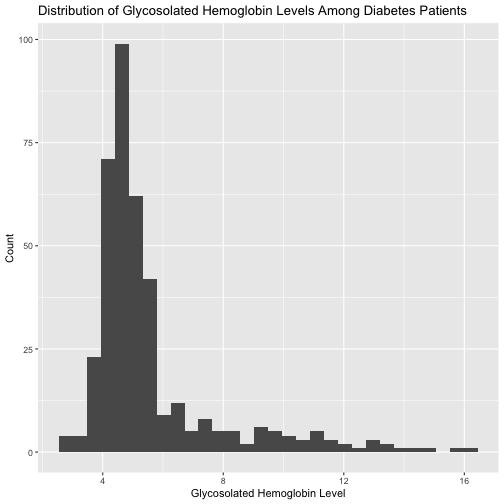 Distribution of Glycosolated Hemoglobin Levels Among Diabetes Patients
100
75
50
25
0
Count
4 8 12 16
Glycosolated Hemoglobin Level